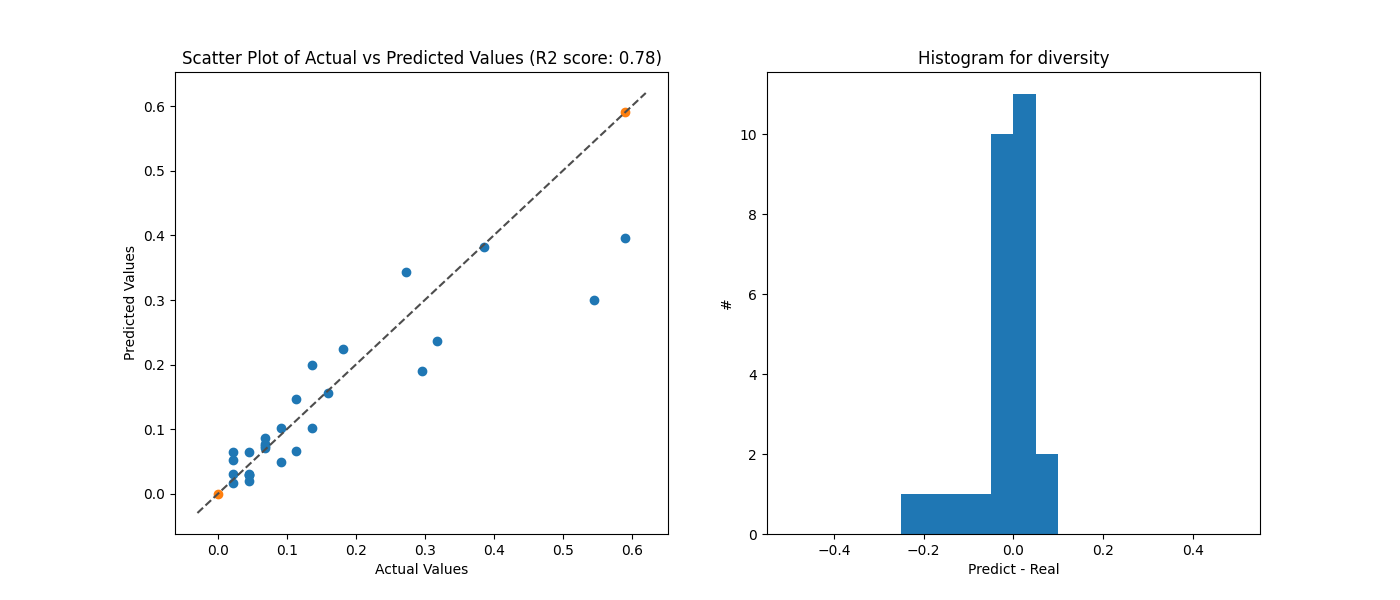 Scatter Plot of Actual vs Predicted Values (R2 score: 0.78)
0.6
0.5
0.4
0.3
0.2
0.1
0.0
Predicted Values
0.0 0.1 0.2 0.3 0.4 0.5 0.6
Actual Values
Histogram for diversity
10
8
6
4
2
0
#
−0.4 −0.2 0.0 0.2 0.4
Predict - Real